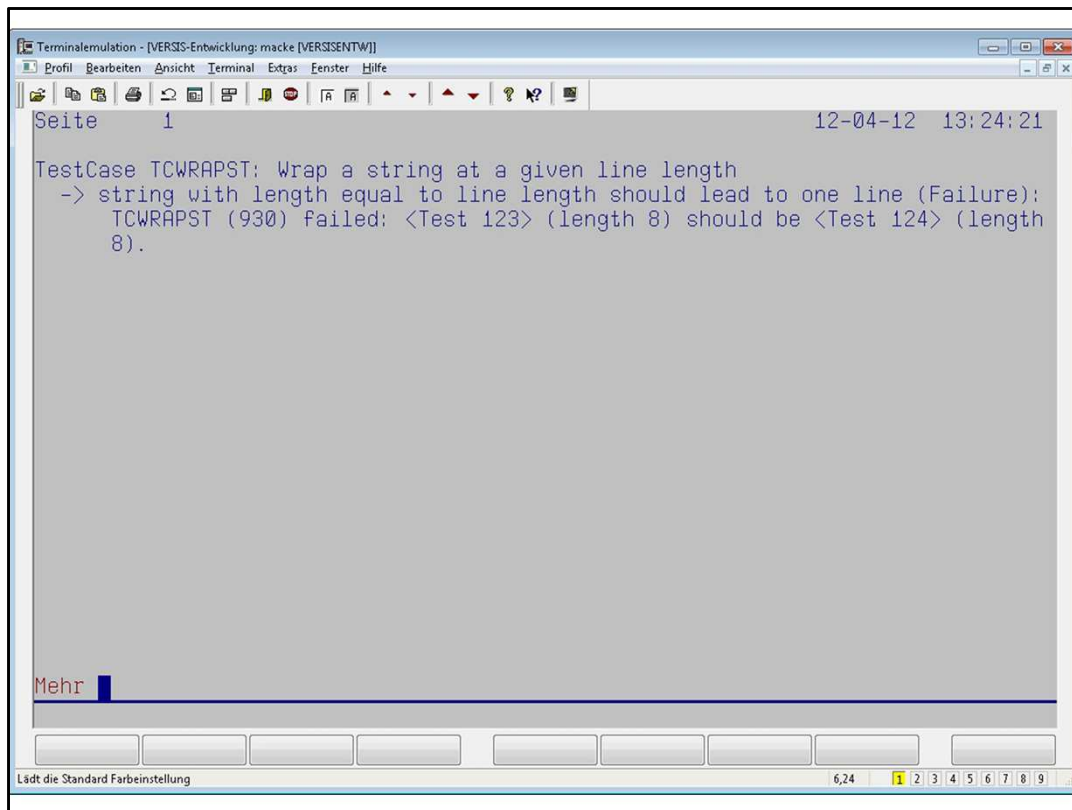 Terminalemulation - [VERSIS-Entwicklung: macke [VERSISENTW]]
Profil Bearbeiten Ansicht Terminal Extras Fenster Hilfe
Seite 1 12-04-12 13:24:21
TestCase TCWRAPST: Wrap a string at a given line length
-> string with length equal to line length should lead to one line (Failure):
TCWRAPST (930) failed: <Test 123> (length 8) should be <Test 124> (length
8).
Mehr
Lädt die Standard Farbeinstellung 6,24 1 2 3 4 5 6 7 8 9